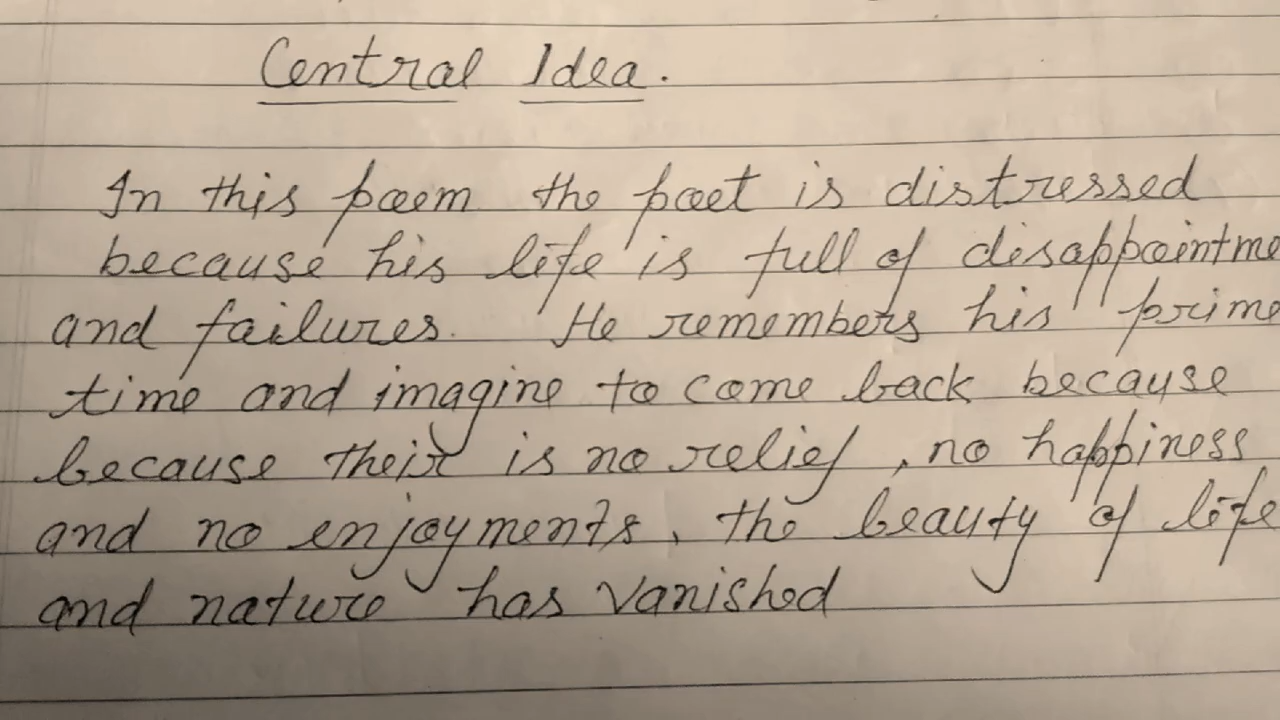 Central Idea.
In this poem the poet is distressed
because his life is full of disappointme
and failures. He remembers his prime
time and imagine to come back because
because their is no relief, no happiness
and no enjoyments, the beauty of life
and nature has vanished